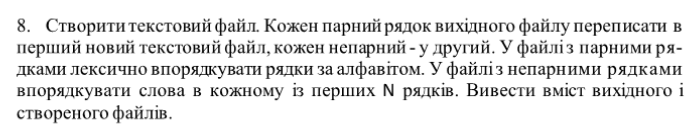 8. Створити текстовий файл. Кожен парний рядок вихідного файлу переписати в
перший новий текстовий файл, кожен непарний - у другий. У файлі з парними ря-
дками лексично впорядкувати рядки за алфавітом. У файлі з непарними рядками
впорядкувати слова в кожному із перших N рядків. Вивести вміст вихідного і
створеного файлів.